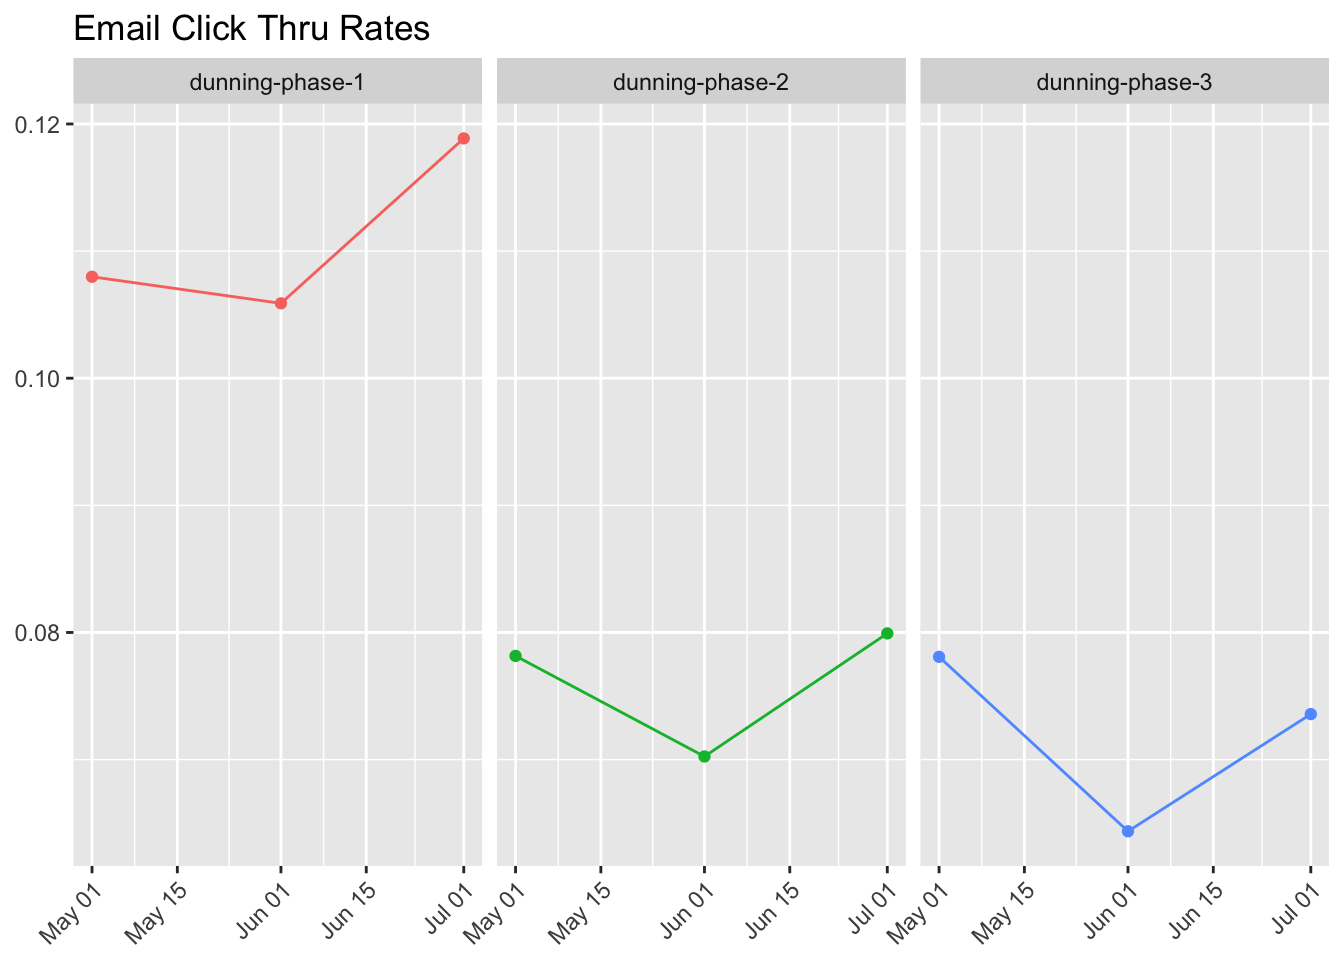 Email Click Thru Rates
dunning-phase-1
dunning-phase-2
dunning-phase-3
0.12
0.10
0.08
May 01
May 15
Jun 01
Jun 15
Jul 01
May 01
May 15
Jun 01
Jun 15
Jul 01
May 01
May 15
Jun 01
Jun 15
Jul 01